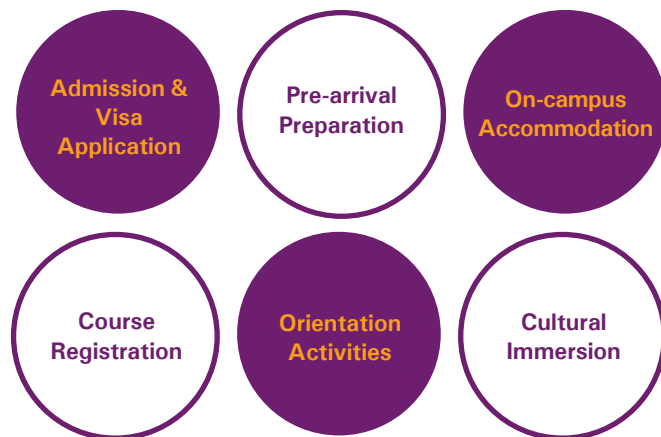 Admission &
Visa
Application
Pre-arrival
Preparation
On-campus
Accommodation
Course
Registration
Orientation
Activities
Cultural
Immersion